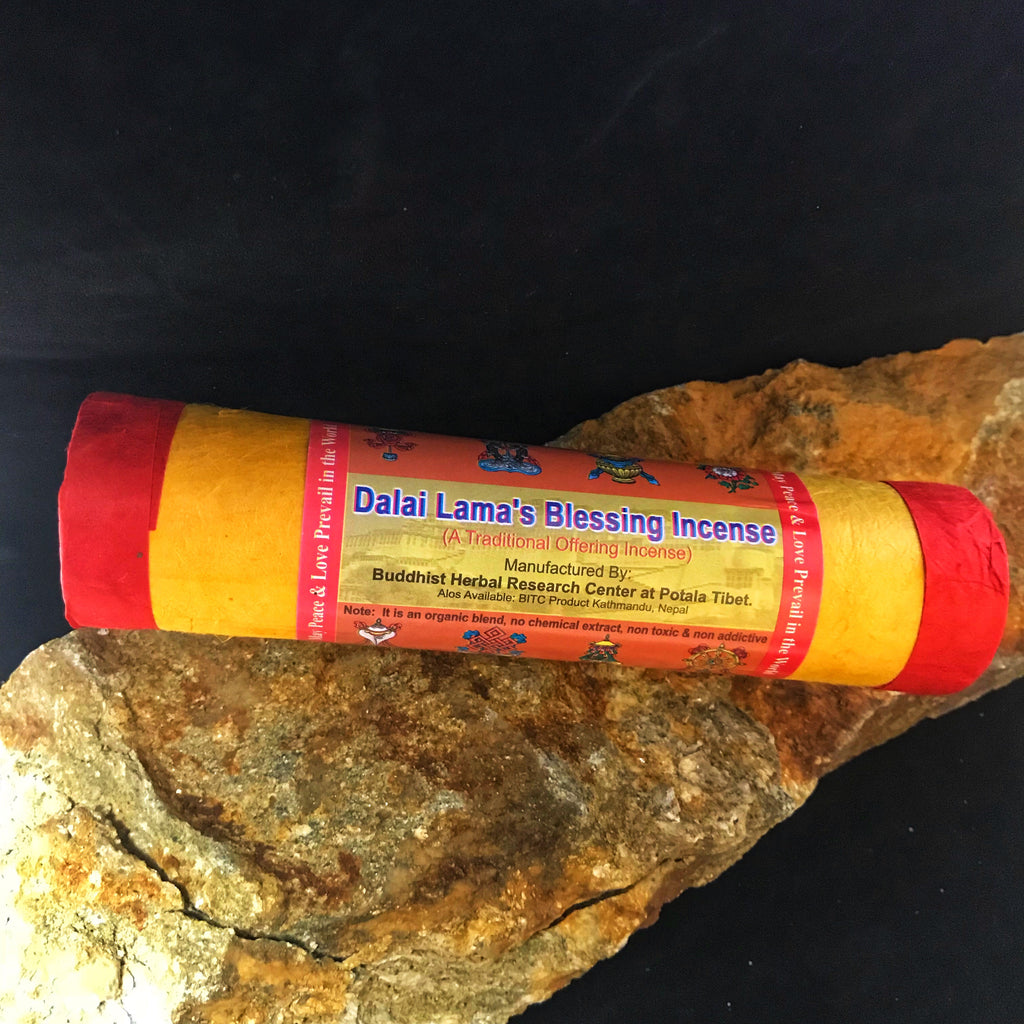 Dalai Lama's Blessing Incense
(A Traditional Offering Incense)
Manufactured By:
Buddhist Herbal Research Center at Potala Tibet.
Alos Available: BITC Product Kathmandu, Nepal
Note: It is an organic blend, no chemical extract, non toxic & non addictive
Peace & Love Prevail in the World
Peace & Love Prevail in the World